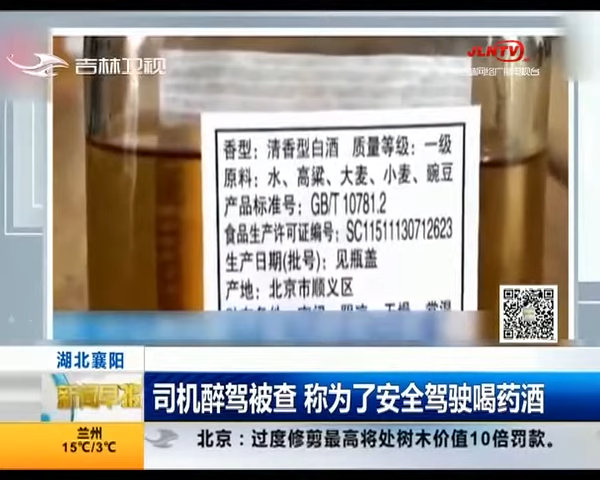 吉林卫视
JLNTV
香型：清香型白酒 质量等级：一级
原料：水、高粱、大麦、小麦、豌豆
产品标准号：GB/T 10781.2
食品生产许可证编号：SC11511130712623
生产日期(批号)：见瓶盖
产地：北京市顺义区
湖北襄阳
司机醉驾被查 称为了安全驾驶喝药酒
兰州
15℃/3℃
北京：过度修剪最高将处树木价值10倍罚款。